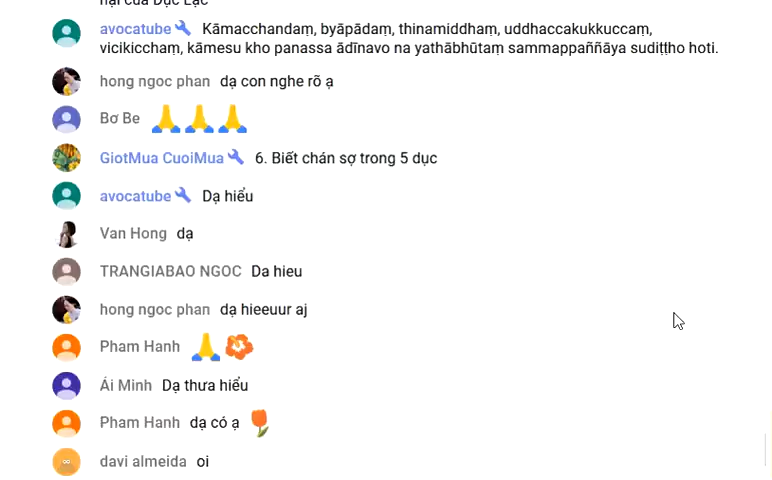 hại của Dục Lạc
avocatube Kāmacchandaṃ, byāpādaṃ, thinamiddhaṃ, uddhaccakukkuccaṃ,
vicikicchaṃ, kāmesu kho panassa ādīnavo na yathābhūtaṃ sammappaññāya sudiṭṭho hoti.
hong ngoc phan dạ con nghe rõ ạ
Bơ Be
GiotMua CuoiMua 6. Biết chán sợ trong 5 dục
avocatube Dạ hiểu
Van Hong dạ
TRANGIABAO NGOC Da hieu
hong ngoc phan dạ hieeuur aj
Pham Hanh
Ái Minh Dạ thưa hiểu
Pham Hanh dạ có ạ
davi almeida oi